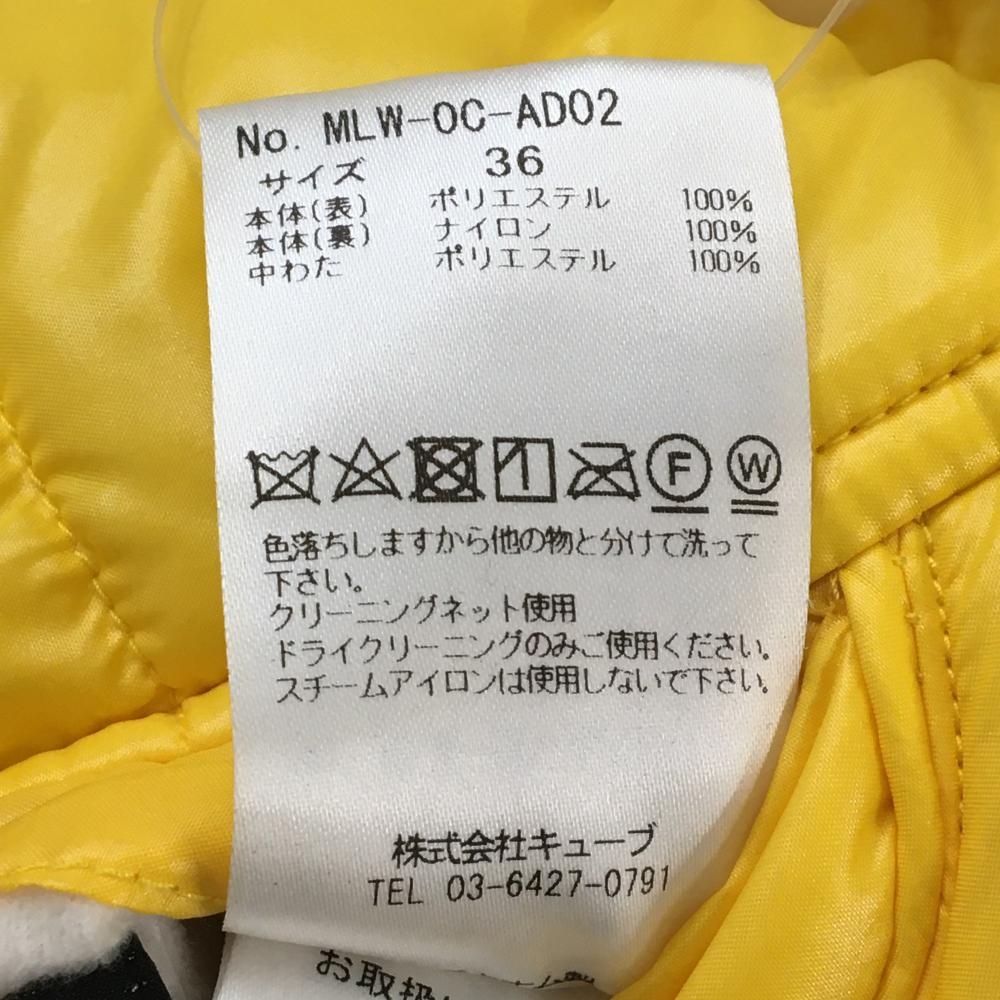 No. MLW-OC-AD02
サイズ 36
本体(表) ポリエステル 100%
本体(裏) ナイロン 100%
中わた ポリエステル 100%
F W
色落ちしますから他の物と分けて洗って
下さい。
クリーニングネット使用
ドライクリーニングのみご使用ください。
スチームアイロンは使用しないで下さい。
株式会社キューブ
TEL 03-6427-0791
お取扱